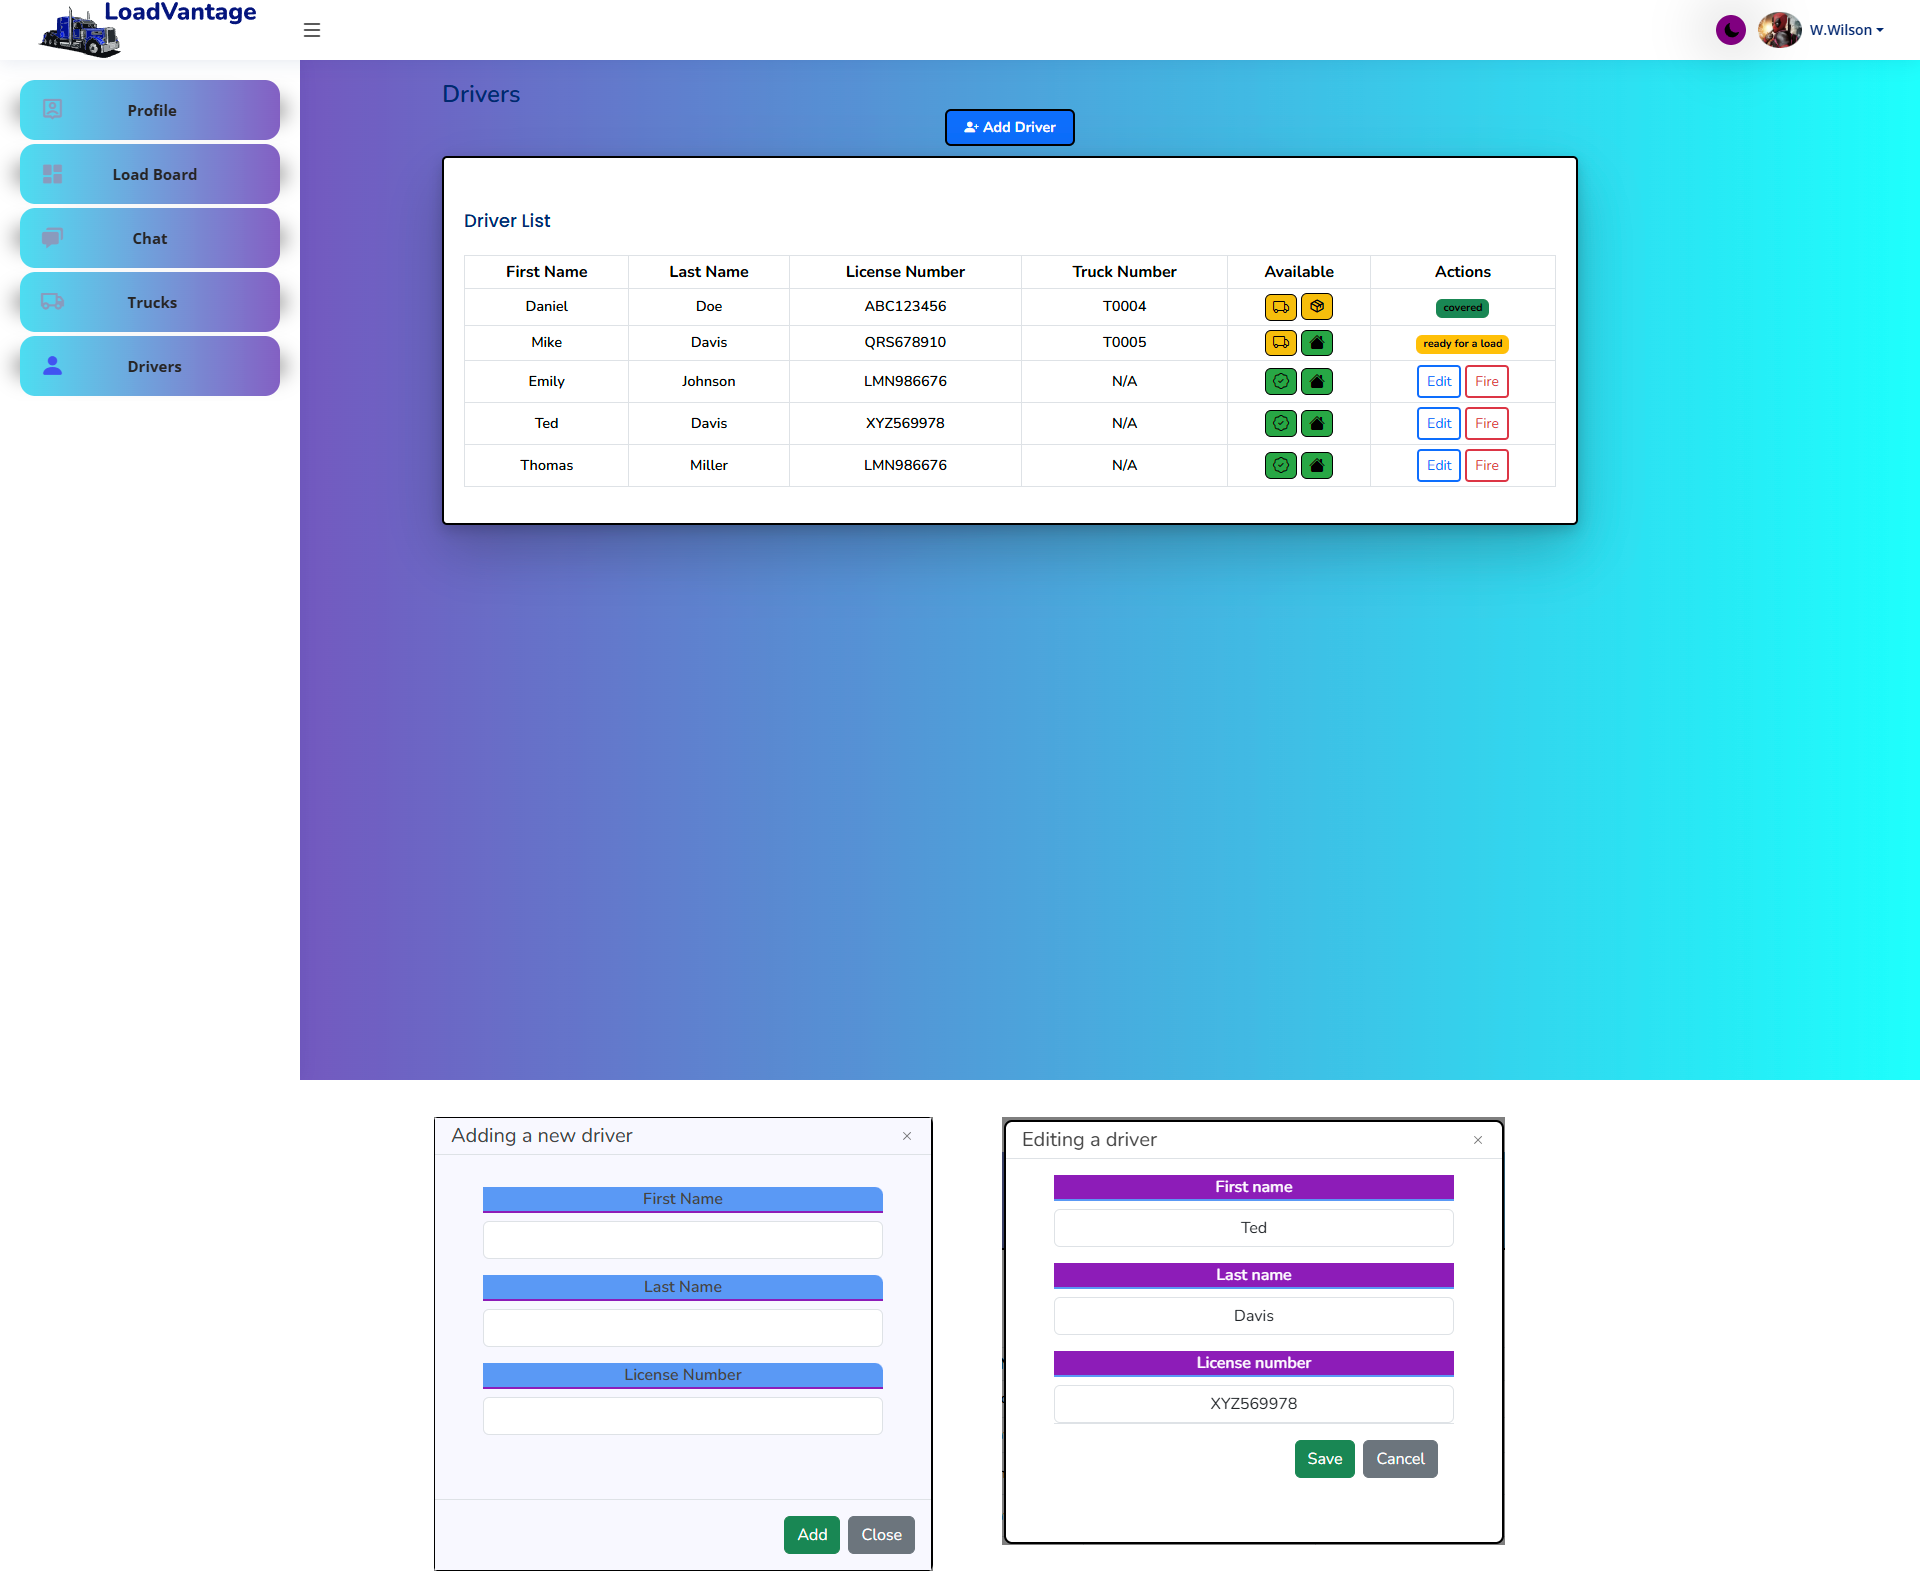 LoadVantage
W.Wilson
Profile
Load Board
Chat
Trucks
Drivers
Drivers
Add Driver
Driver List
First Name Last Name License Number Truck Number Available Actions
Daniel Doe ABC123456 T0004 covered
Mike Davis QRS678910 T0005 ready for a load
Emily Johnson LMN986676 N/A Edit Fire
Ted Davis XYZ569978 N/A Edit Fire
Thomas Miller LMN986676 N/A Edit Fire
Adding a new driver
First Name
Last Name
License Number
Add Close
Editing a driver
First name
Ted
Last name
Davis
License number
XYZ569978
Save Cancel